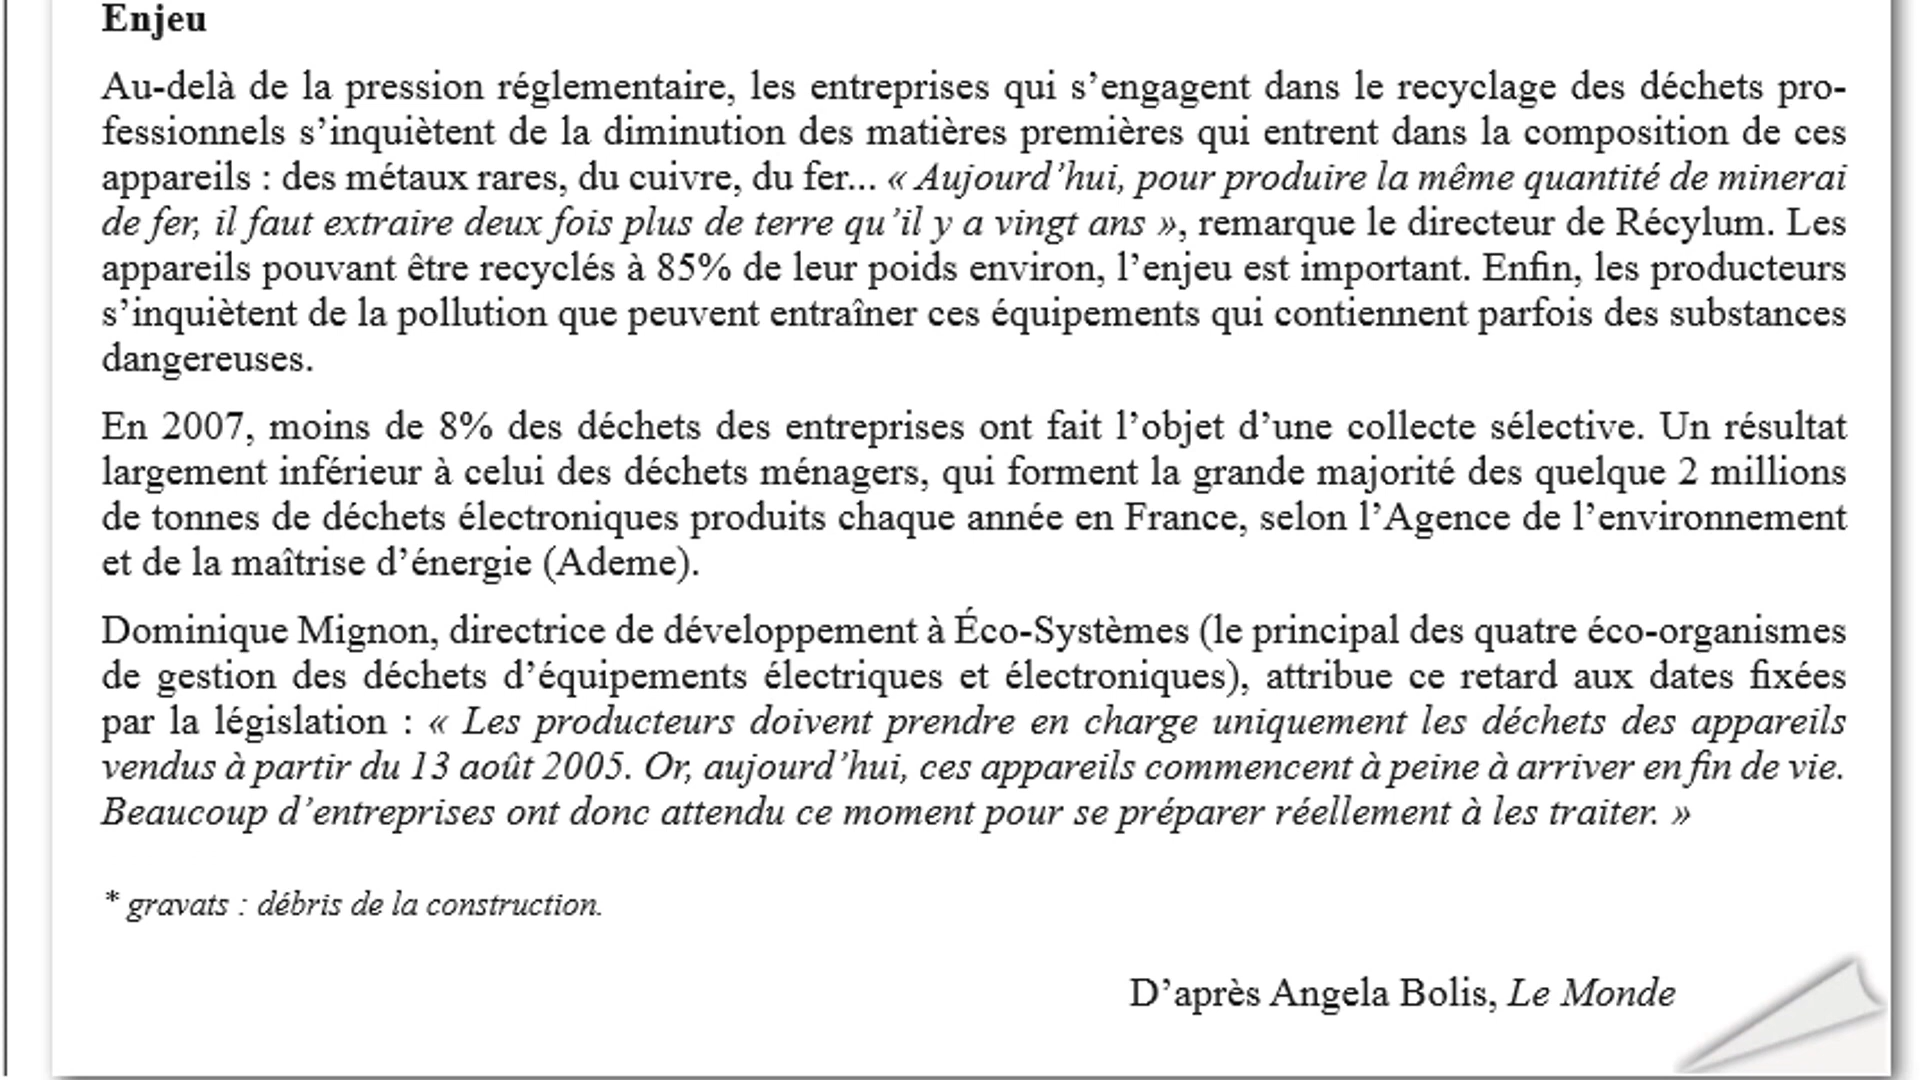 Enjeu
Au-delà de la pression réglementaire, les entreprises qui s’engagent dans le recyclage des déchets pro-
fessionnels s’inquiètent de la diminution des matières premières qui entrent dans la composition de ces
appareils : des métaux rares, du cuivre, du fer... « Aujourd’hui, pour produire la même quantité de minerai
de fer, il faut extraire deux fois plus de terre qu’il y a vingt ans », remarque le directeur de Récylum. Les
appareils pouvant être recyclés à 85% de leur poids environ, l’enjeu est important. Enfin, les producteurs
s’inquiètent de la pollution que peuvent entraîner ces équipements qui contiennent parfois des substances
dangereuses.
En 2007, moins de 8% des déchets des entreprises ont fait l’objet d’une collecte sélective. Un résultat
largement inférieur à celui des déchets ménagers, qui forment la grande majorité des quelque 2 millions
de tonnes de déchets électroniques produits chaque année en France, selon l’Agence de l’environnement
et de la maîtrise d’énergie (Ademe).
Dominique Mignon, directrice de développement à Éco-Systèmes (le principal des quatre éco-organismes
de gestion des déchets d’équipements électriques et électroniques), attribue ce retard aux dates fixées
par la législation : « Les producteurs doivent prendre en charge uniquement les déchets des appareils
vendus à partir du 13 août 2005. Or, aujourd’hui, ces appareils commencent à peine à arriver en fin de vie.
Beaucoup d’entreprises ont donc attendu ce moment pour se préparer réellement à les traiter. »
* gravats : débris de la construction.
D’après Angela Bolis, Le Monde